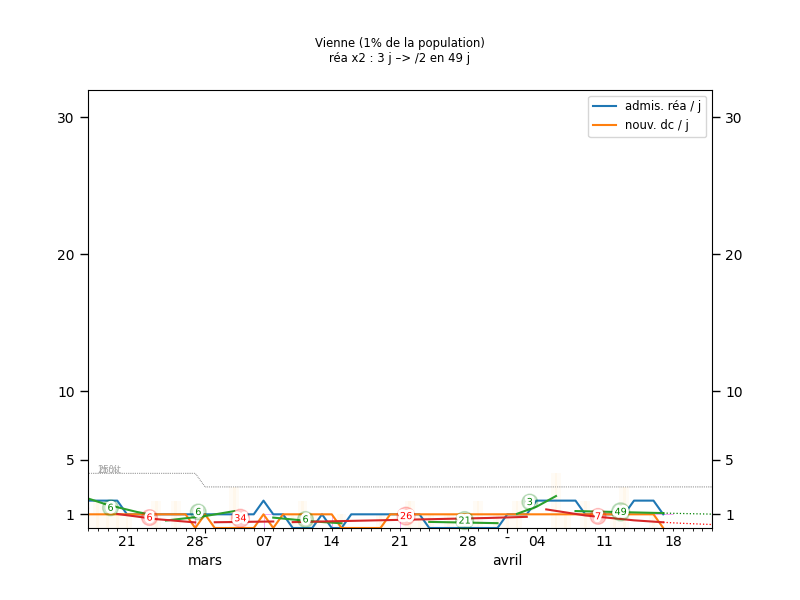 Vienne (1% de la population)
réa x2 : 3 j –> /2 en 49 j
admis. réa / j
nouv. dc / j
30 30
20 20
10 10
5 5
1 1
6 6 6 34 6 26 21 3 7 49
21 28 07 14 21 28 04 11 18
mars avril